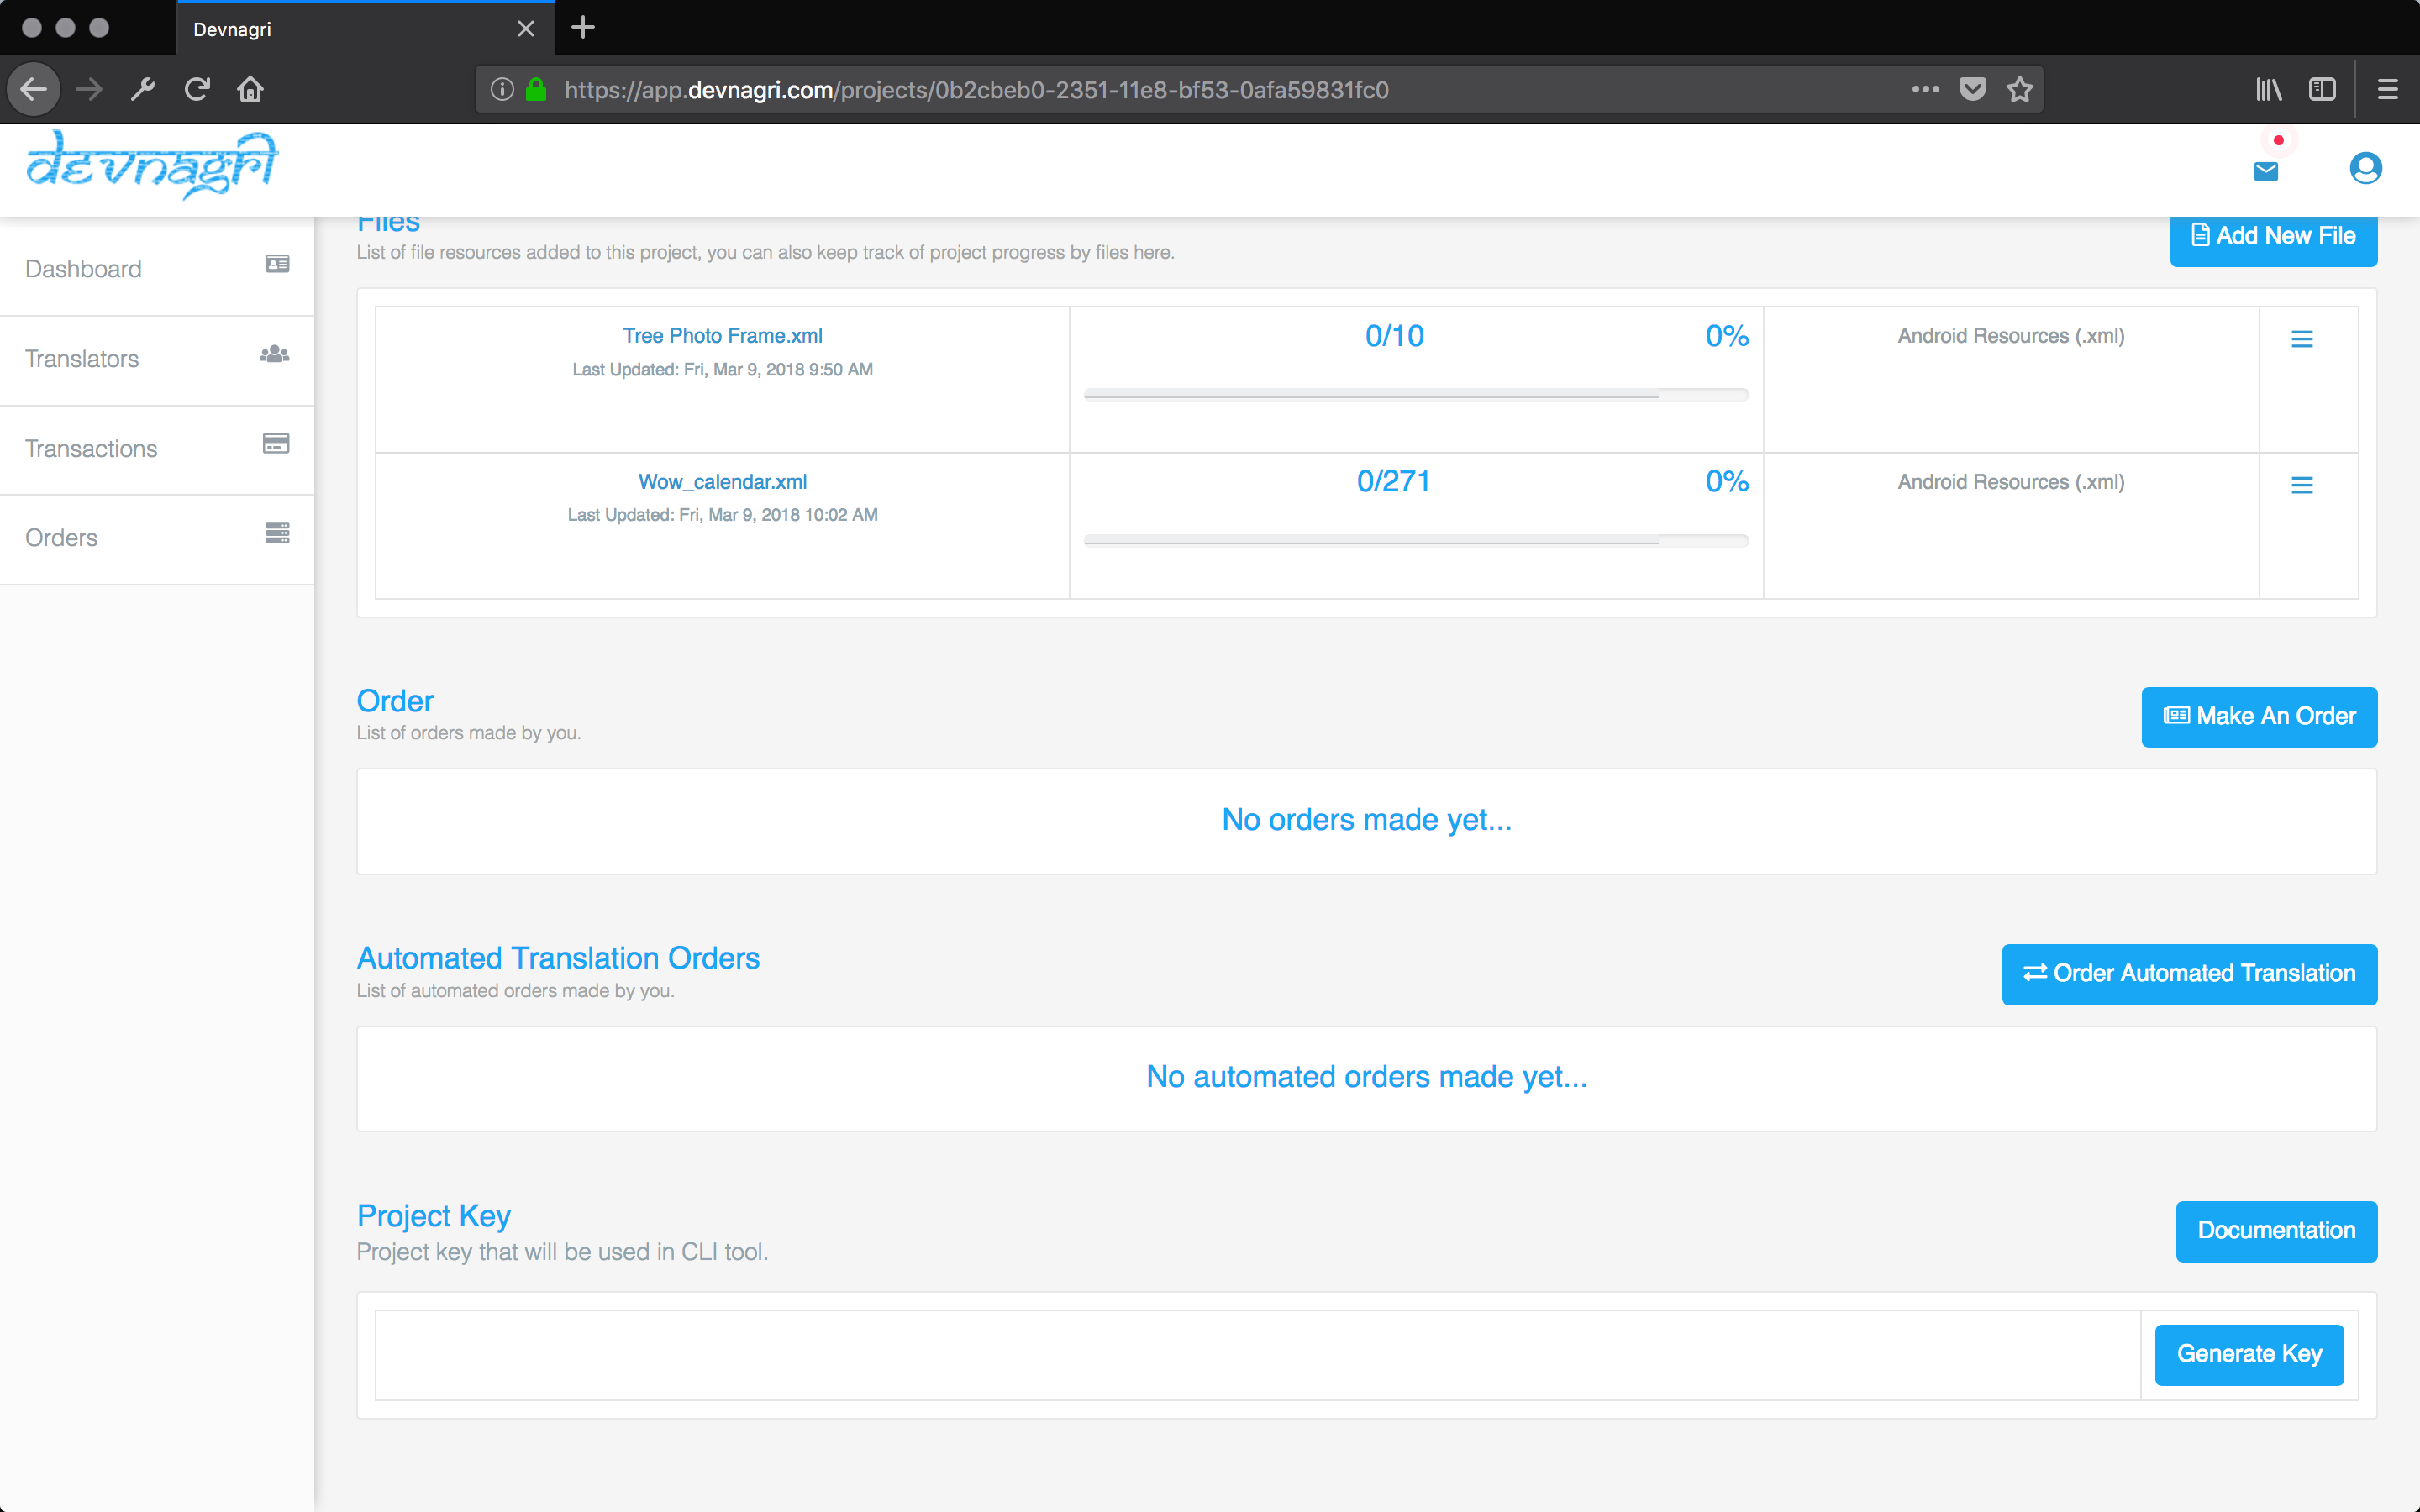 Devnagri
https://app.devnagri.com/projects/0b2cbeb0-2351-11e8-bf53-0afa59831fc0
devnagri
Dashboard
Translators
Transactions
Orders
Files
List of file resources added to this project, you can also keep track of project progress by files here.
Add New File
Tree Photo Frame.xml
Last Updated: Fri, Mar 9, 2018 9:50 AM
0/10
0%
Android Resources (.xml)
Wow_calendar.xml
Last Updated: Fri, Mar 9, 2018 10:02 AM
0/271
0%
Android Resources (.xml)
Order
List of orders made by you.
Make An Order
No orders made yet...
Automated Translation Orders
List of automated orders made by you.
Order Automated Translation
No automated orders made yet...
Project Key
Project key that will be used in CLI tool.
Documentation
Generate Key